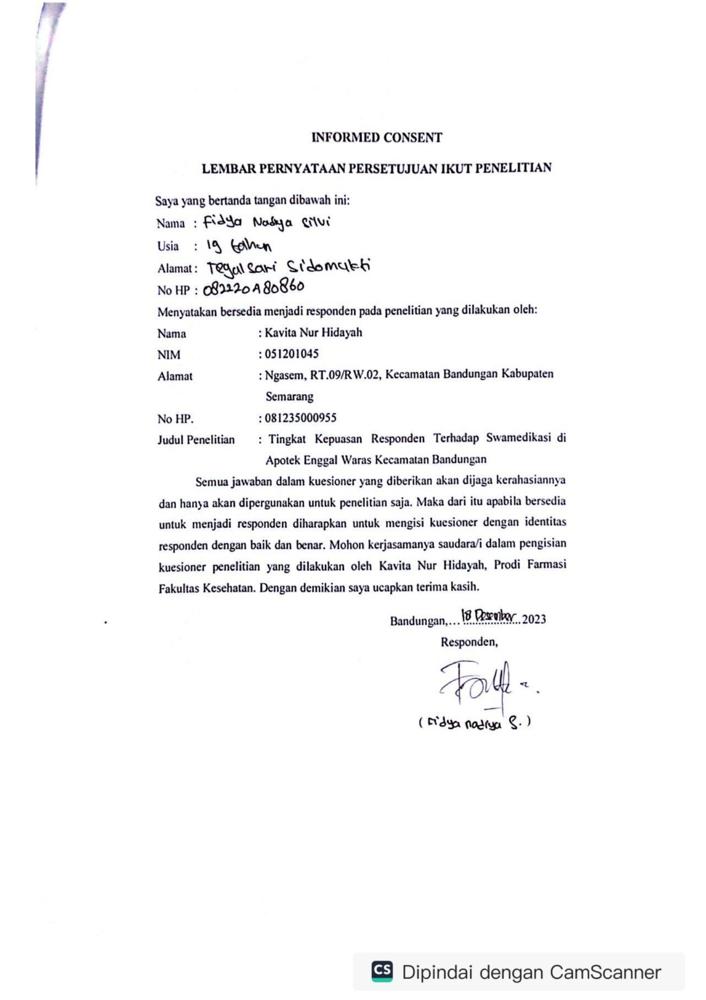 INFORMED CONSENT
LEMBAR PERNYATAAN PERSETUJUAN IKUT PENELITIAN
Saya yang bertanda tangan dibawah ini:
Nama : Fidya Nadya Silvi
Usia : 19 tahun
Alamat : Tegalsari Sidomukti
No HP :
Menyatakan bersedia menjadi responden pada penelitian yang dilakukan oleh:
Nama : Kavita Nur Hidayah
NIM : 051201045
Alamat : Ngasem, RT.09/RW.02, Kecamatan Bandungan Kabupaten
Semarang
No HP. : 081235000955
Judul Penelitian : Tingkat Kepuasan Responden Terhadap Swamedikasi di
Apotek Enggal Waras Kecamatan Bandungan
Semua jawaban dalam kuesioner yang diberikan akan dijaga kerahasiannya
dan hanya akan dipergunakan untuk penelitian saja. Maka dari itu apabila bersedia
untuk menjadi responden diharapkan untuk mengisi kuesioner dengan identitas
responden dengan baik dan benar. Mohon kerjasamanya saudara/i dalam pengisian
kuesioner penelitian yang dilakukan oleh Kavita Nur Hidayah, Prodi Farmasi
Fakultas Kesehatan. Dengan demikian saya ucapkan terima kasih.
Bandungan,... 18 Desember 2023
Responden,
(Fidya nadiya S.)
CS Dipindai dengan CamScanner